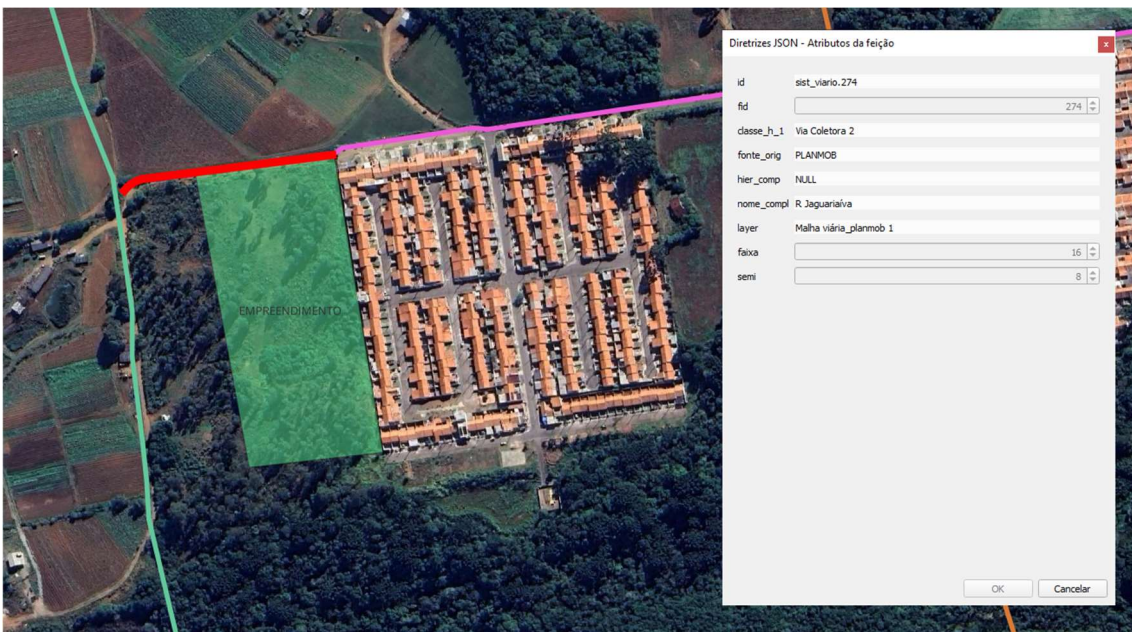 Diretrizes JSON - Atributos da feição
x
id sist_viario.274
fid 274
classe_h_1 Via Coletora 2
fonte_orig PLANMOB
hier_comp NULL
nome_compl R Jaguariaíva
layer Malha viária_planmob 1
faixa 16
semi 8
EMPREENDIMENTO
OK Cancelar